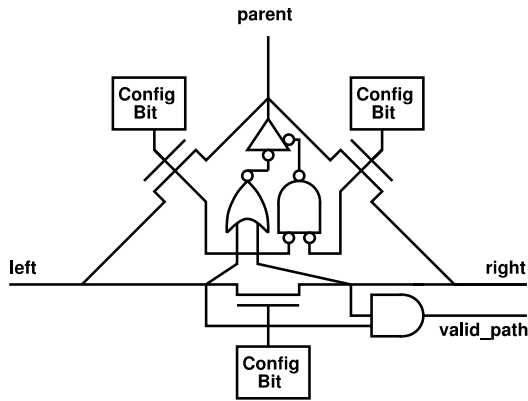 parent
Config
Bit
Config
Bit
left
right
valid_path
Config
Bit